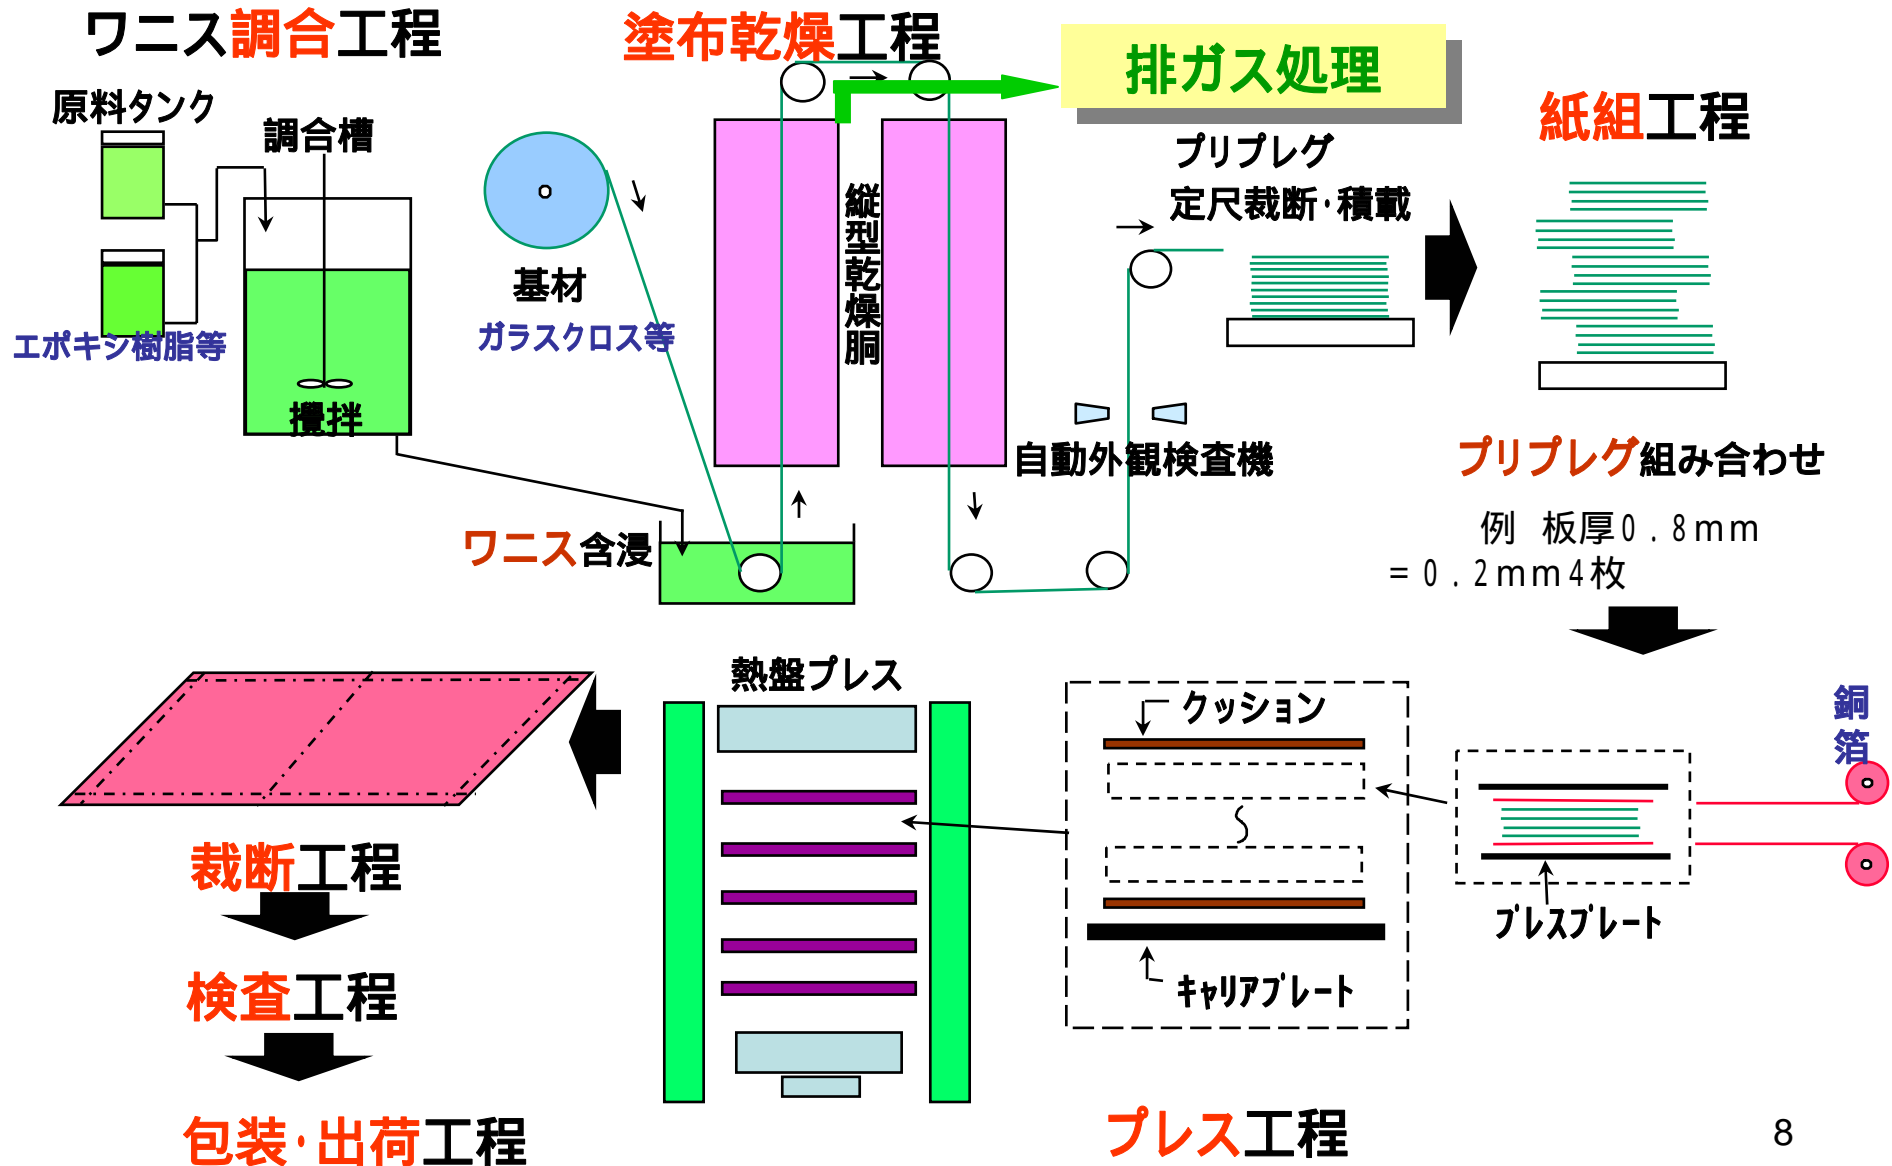 ワニス調合工程
塗布乾燥工程
排ガス処理
紙組工程
原料タンク
調合槽
エポキシ樹脂等
攪拌
基材
ガラスクロス等
縦型乾燥胴
プリプレグ
定尺裁断・積載
自動外観検査機
ワニス含浸
プリプレグ組み合わせ
例 板厚0.8mm
=0.2mm4枚
熱盤プレス
クッション
銅箔
プレスプレート
キャリアプレート
裁断工程
検査工程
包装・出荷工程
プレス工程
8